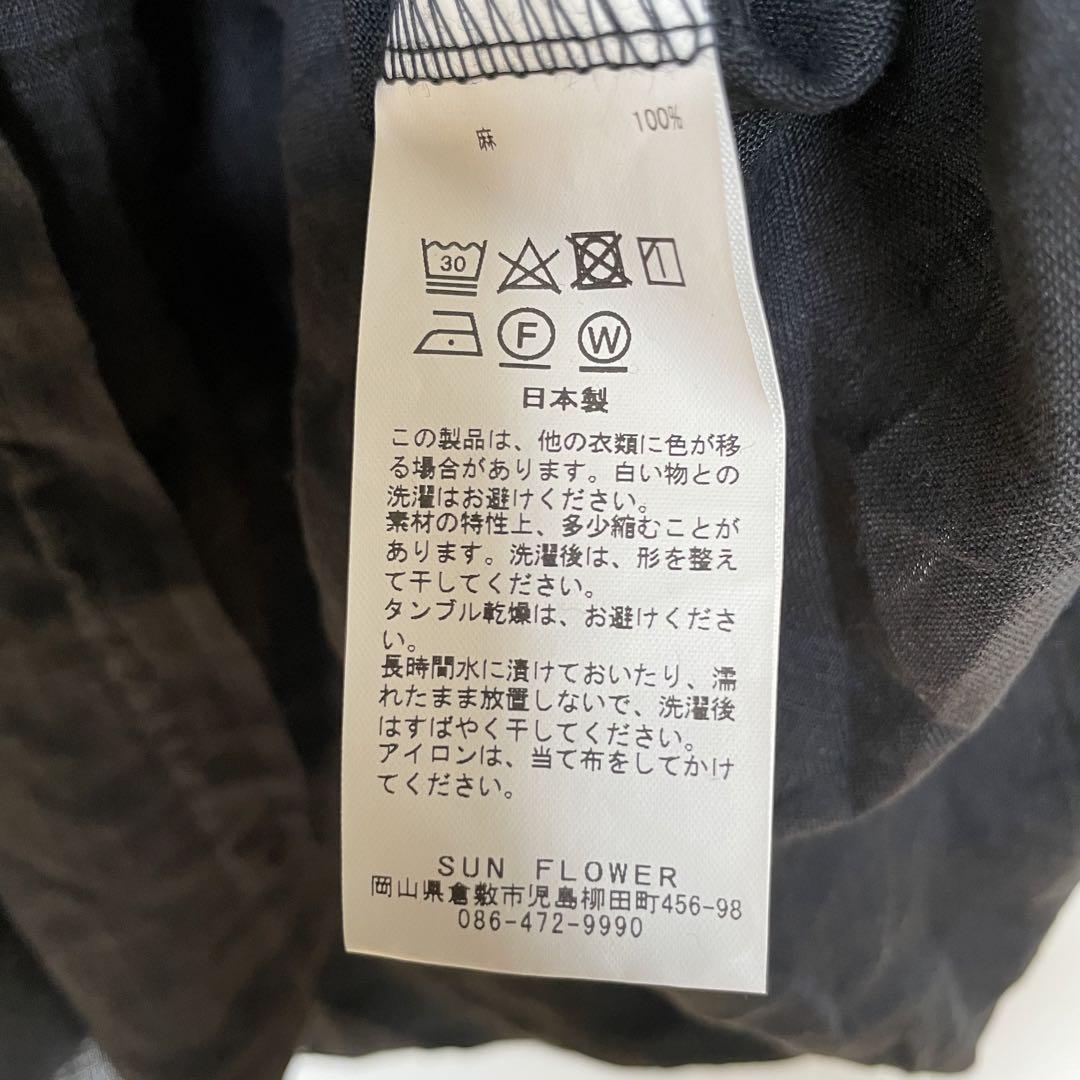 麻 100%
30
F W
日本製
この製品は、他の衣類に色が移
る場合があります。白い物との
洗濯はお避けください。
素材の特性上、多少縮むことが
あります。洗濯後は、形を整え
て干してください。
タンブル乾燥は、お避けくださ
い。
長時間水に漬けておいたり、濡
れたまま放置しないで、洗濯後
はすばやく干してください。
アイロンは、当て布をしてかけ
てください。
SUN FLOWER
岡山県倉敷市児島柳田町456-98
086-472-9990